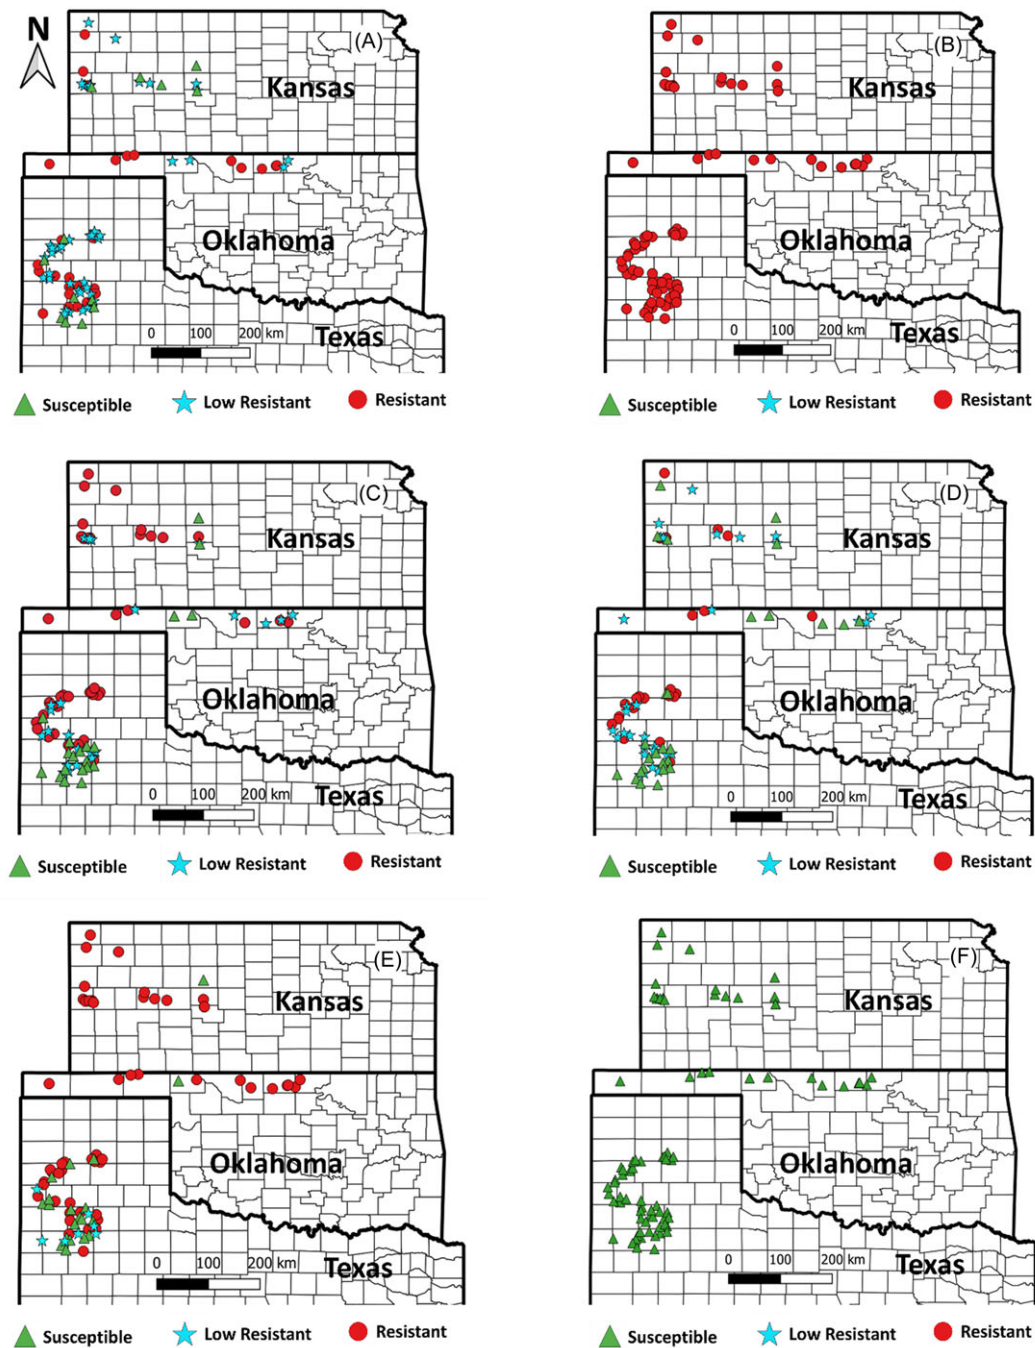 N
(A)
Kansas
Oklahoma
0 100 200 km
Texas
Susceptible Low Resistant Resistant
(B)
Kansas
Oklahoma
0 100 200 km
Texas
Susceptible Low Resistant Resistant
(C)
Kansas
Oklahoma
0 100 200 km
Texas
Susceptible Low Resistant Resistant
(D)
Kansas
Oklahoma
0 100 200 km
Texas
Susceptible Low Resistant Resistant
(E)
Kansas
Oklahoma
0 100 200 km
Texas
Susceptible Low Resistant Resistant
(F)
Kansas
Oklahoma
0 100 200 km
Texas
Susceptible Low Resistant Resistant